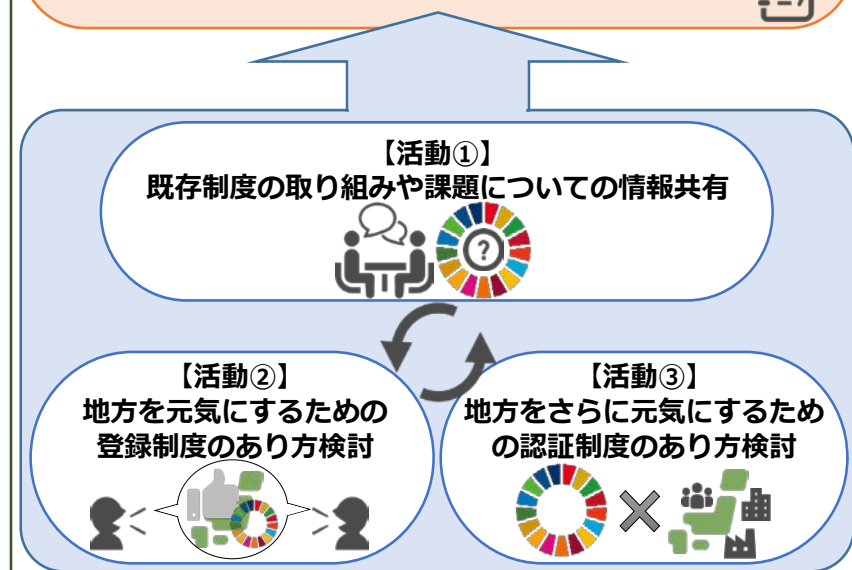 【活動①】
既存制度の取り組みや課題についての情報共有
?
【活動②】
地方を元気にするための
登録制度のあり方検討
【活動③】
地方をさらに元気にするため
の認証制度のあり方検討